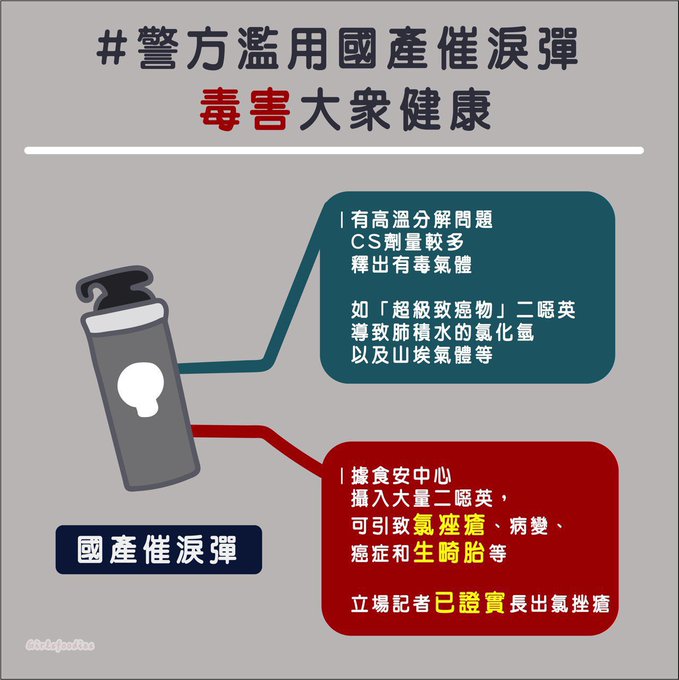 #警方濫用國產催淚彈
毒害大眾健康
|有高溫分解問題
CS劑量較多
釋出有毒氣體
如「超級致癌物」二噁英
導致肺積水的氯化氫
以及山埃氣體等
|據食安中心
攝入大量二噁英，
可引致氯痤瘡、病變、
癌症和生畸胎等
立場記者已證實長出氯挫瘡
國產催淚彈
Girlsfoodies